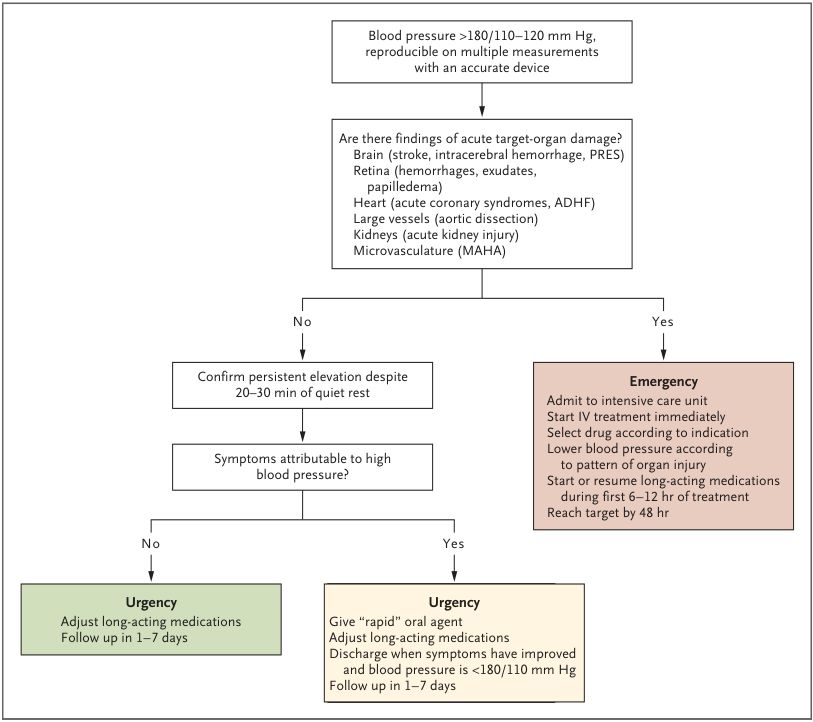 Blood pressure >180/110–120 mm Hg,
reproducible on multiple measurements
with an accurate device
Are there findings of acute target-organ damage?
Brain (stroke, intracerebral hemorrhage, PRES)
Retina (hemorrhages, exudates,
papilledema)
Heart (acute coronary syndromes, ADHF)
Large vessels (aortic dissection)
Kidneys (acute kidney injury)
Microvasculature (MAHA)
No
Yes
Confirm persistent elevation despite
20–30 min of quiet rest
Emergency
Admit to intensive care unit
Start IV treatment immediately
Select drug according to indication
Lower blood pressure according
to pattern of organ injury
Start or resume long-acting medications
during first 6–12 hr of treatment
Reach target by 48 hr
Symptoms attributable to high
blood pressure?
No
Yes
Urgency
Adjust long-acting medications
Follow up in 1–7 days
Urgency
Give “rapid” oral agent
Adjust long-acting medications
Discharge when symptoms have improved
and blood pressure is <180/110 mm Hg
Follow up in 1–7 days